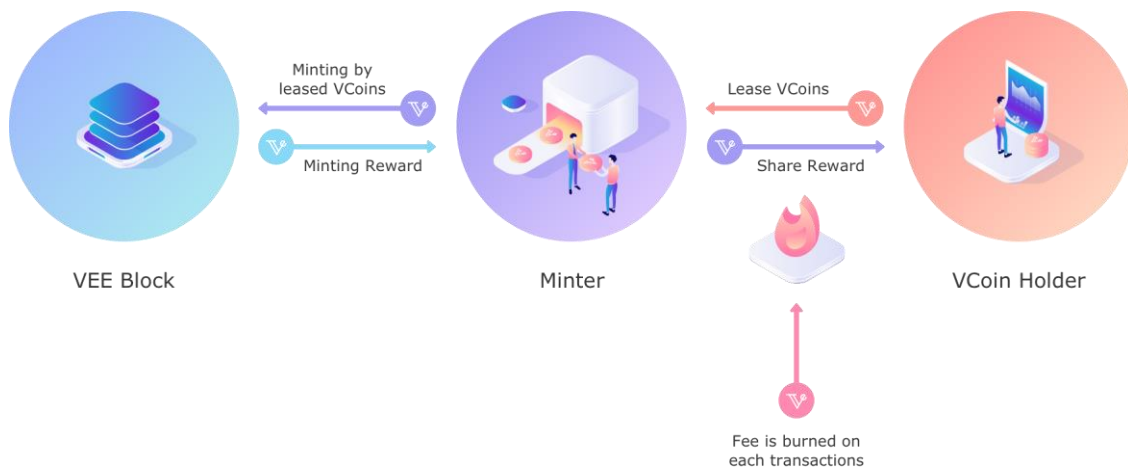 Minting by
leased VCoins
Minting Reward
Lease VCoins
Share Reward
VEE Block
Minter
VCoin Holder
Fee is burned on
each transactions